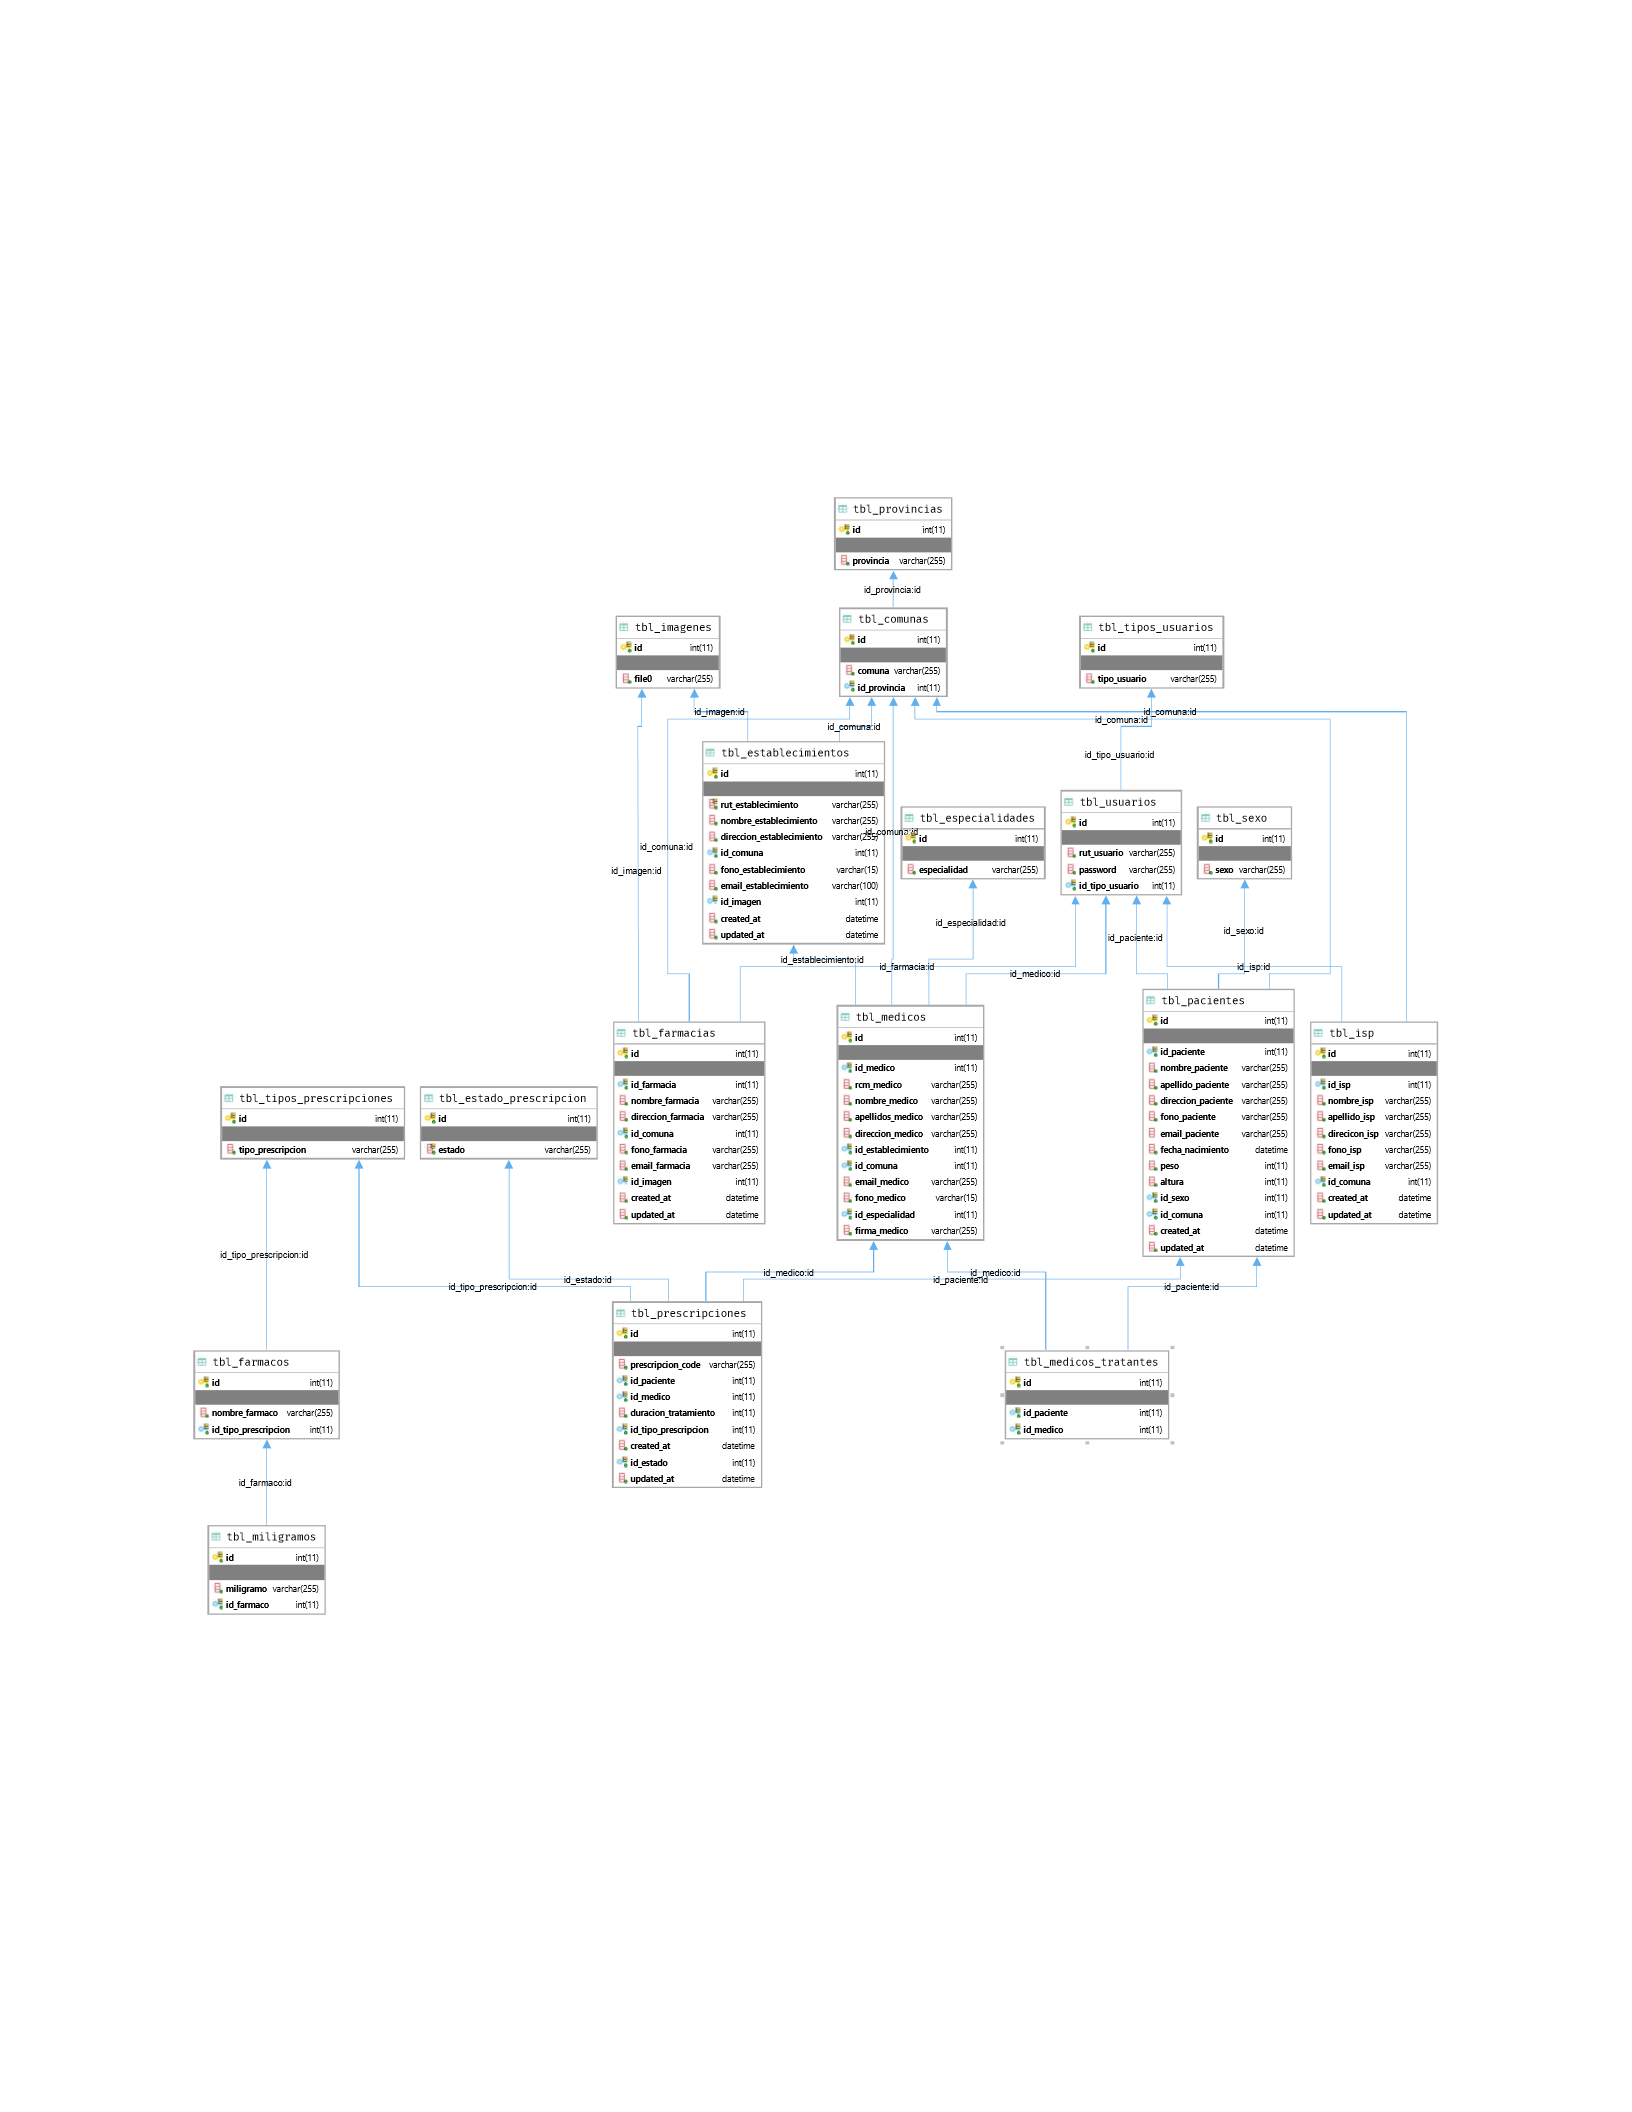 tbl_provincias
id int(11)
provincia varchar(255)
id_provincia:id
tbl_imagenes
id int(11)
file0 varchar(255)
tbl_comunas
id int(11)
comuna varchar(255)
id_provincia int(11)
tbl_tipos_usuarios
id int(11)
tipo_usuario varchar(255)
id_imagen:id
id_comuna:id
id_comuna:id
id_comuna:id
id_tipo_usuario:id
tbl_establecimientos
id int(11)
rut_establecimiento varchar(255)
nombre_establecimiento varchar(255)
direccion_establecimiento varchar(255)
id_comuna int(11)
fono_establecimiento varchar(15)
email_establecimiento varchar(100)
id_imagen int(11)
created_at datetime
updated_at datetime
id_comuna:id
tbl_especialidades
id int(11)
especialidad varchar(255)
tbl_usuarios
id int(11)
rut_usuario varchar(255)
password varchar(255)
id_tipo_usuario int(11)
tbl_sexo
id int(11)
sexo varchar(255)
id_comuna:id
id_imagen:id
id_especialidad:id
id_paciente:id
id_sexo:id
id_establecimiento:id
id_farmacia:id
id_medico:id
id_isp:id
tbl_farmacias
id int(11)
id_farmacia int(11)
nombre_farmacia varchar(255)
direccion_farmacia varchar(255)
id_comuna int(11)
fono_farmacia varchar(255)
email_farmacia varchar(255)
id_imagen int(11)
created_at datetime
updated_at datetime
tbl_medicos
id int(11)
id_medico int(11)
rcm_medico varchar(255)
nombre_medico varchar(255)
apellidos_medico varchar(255)
direccion_medico varchar(255)
id_establecimiento int(11)
id_comuna int(11)
email_medico varchar(255)
fono_medico varchar(15)
id_especialidad int(11)
firma_medico varchar(255)
tbl_pacientes
id int(11)
id_paciente int(11)
nombre_paciente varchar(255)
apellido_paciente varchar(255)
direccion_paciente varchar(255)
fono_paciente varchar(255)
email_paciente varchar(255)
fecha_nacimiento datetime
peso int(11)
altura int(11)
id_sexo int(11)
id_comuna int(11)
created_at datetime
updated_at datetime
tbl_isp
id int(11)
id_isp int(11)
nombre_isp varchar(255)
apellido_isp varchar(255)
direcicon_isp varchar(255)
fono_isp varchar(255)
email_isp varchar(255)
id_comuna int(11)
created_at datetime
updated_at datetime
tbl_tipos_prescripciones
id int(11)
tipo_prescripcion varchar(255)
tbl_estado_prescripcion
id int(11)
estado varchar(255)
id_tipo_prescripcion:id
id_tipo_prescripcion:id
id_estado:id
id_medico:id
id_paciente:id
id_medico:id
id_paciente:id
tbl_prescripciones
id int(11)
prescripcion_code varchar(255)
id_paciente int(11)
id_medico int(11)
duracion_tratamiento int(11)
id_tipo_prescripcion int(11)
created_at datetime
id_estado int(11)
updated_at datetime
tbl_medicos_tratantes
id int(11)
id_paciente int(11)
id_medico int(11)
tbl_farmacos
id int(11)
nombre_farmaco varchar(255)
id_tipo_prescripcion int(11)
id_farmaco:id
tbl_miligramos
id int(11)
miligramo varchar(255)
id_farmaco int(11)